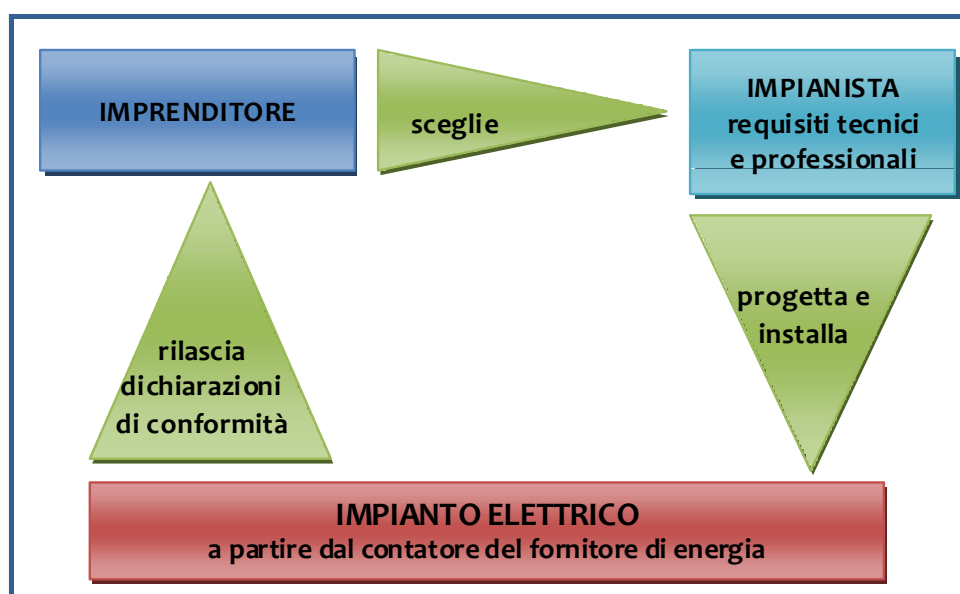 IMPRENDITORE
sceglie
IMPIANISTA
requisiti tecnici
e professionali
progetta e
installa
rilascia
dichiarazioni
di conformità
IMPIANTO ELETTRICO
a partire dal contatore del fornitore di energia